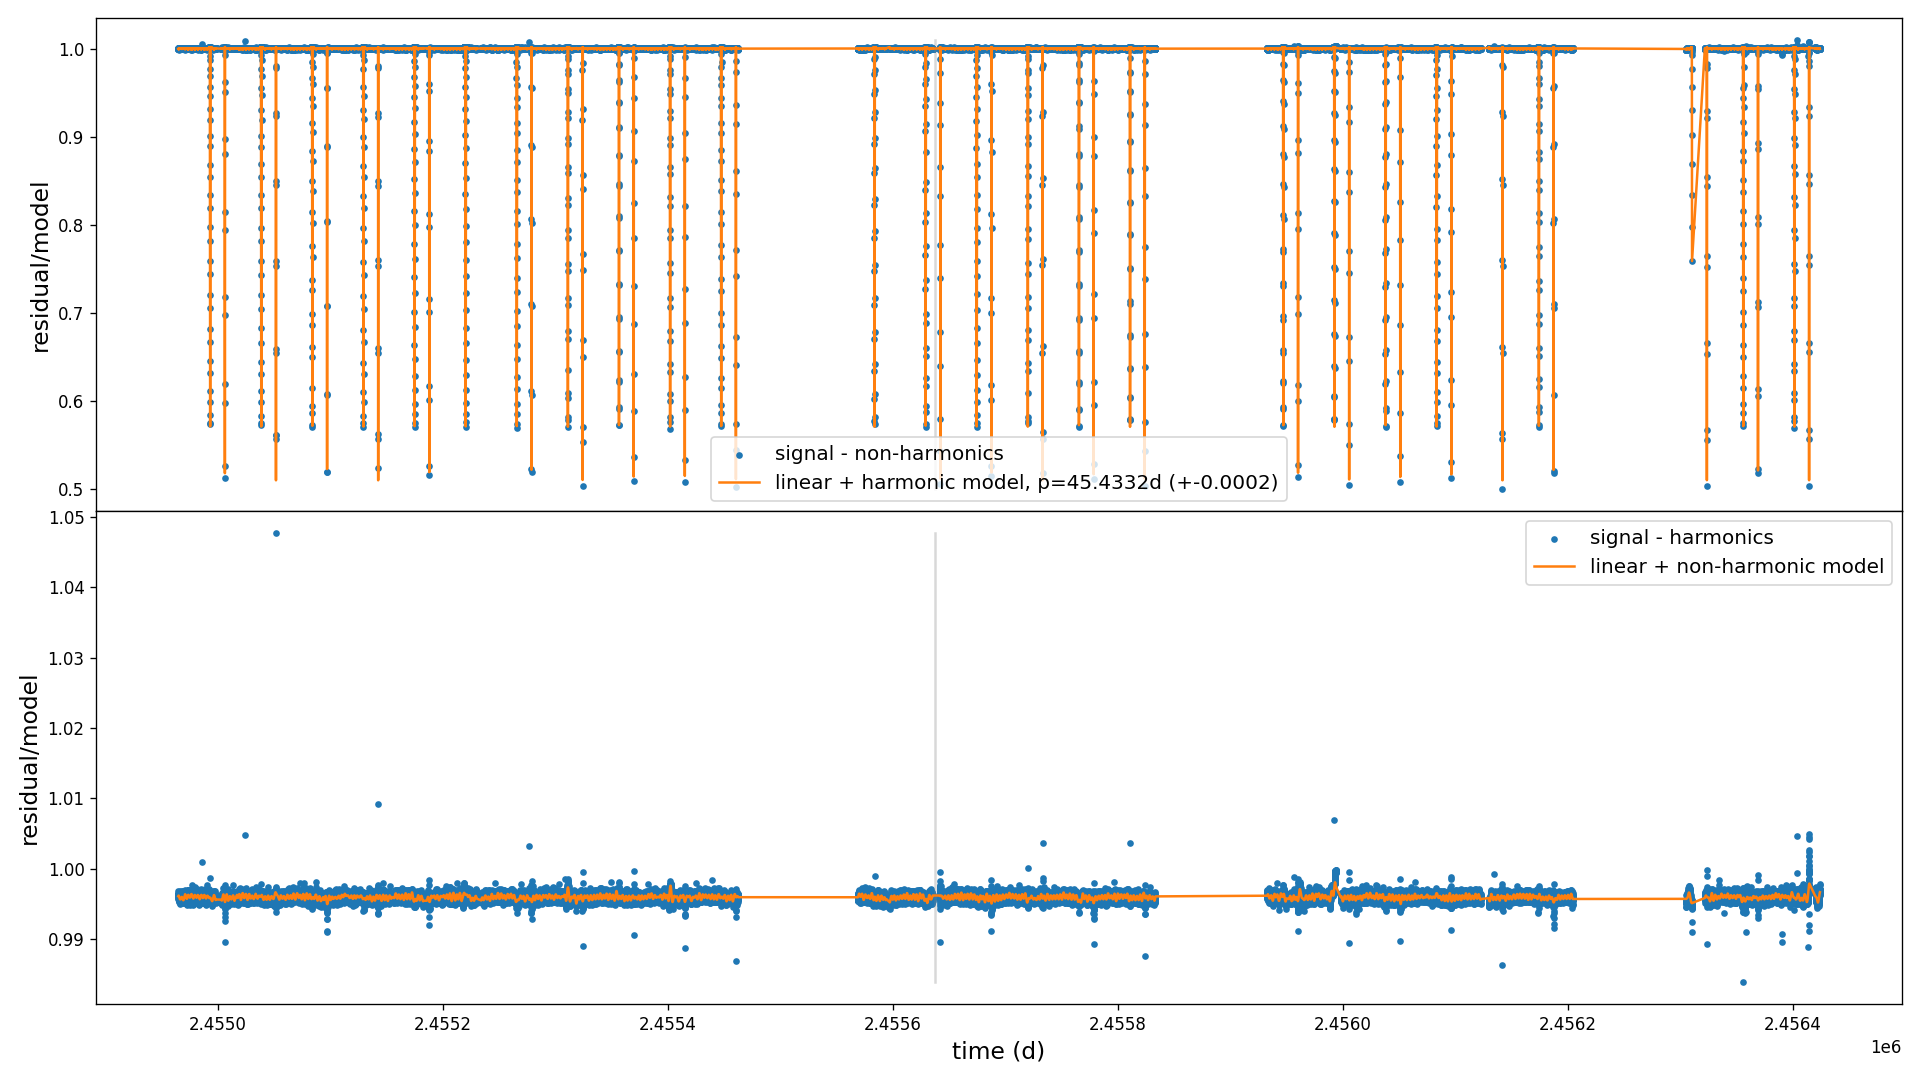 residual/model
1.0
0.9
0.8
0.7
0.6
0.5
signal - non-harmonics
linear + harmonic model, p=45.4332d (+-0.0002)
residual/model
1.05
1.04
1.03
1.02
1.01
1.00
0.99
signal - harmonics
linear + non-harmonic model
2.4550
2.4552
2.4554
2.4556
2.4558
2.4560
2.4562
2.4564
1e6
time (d)